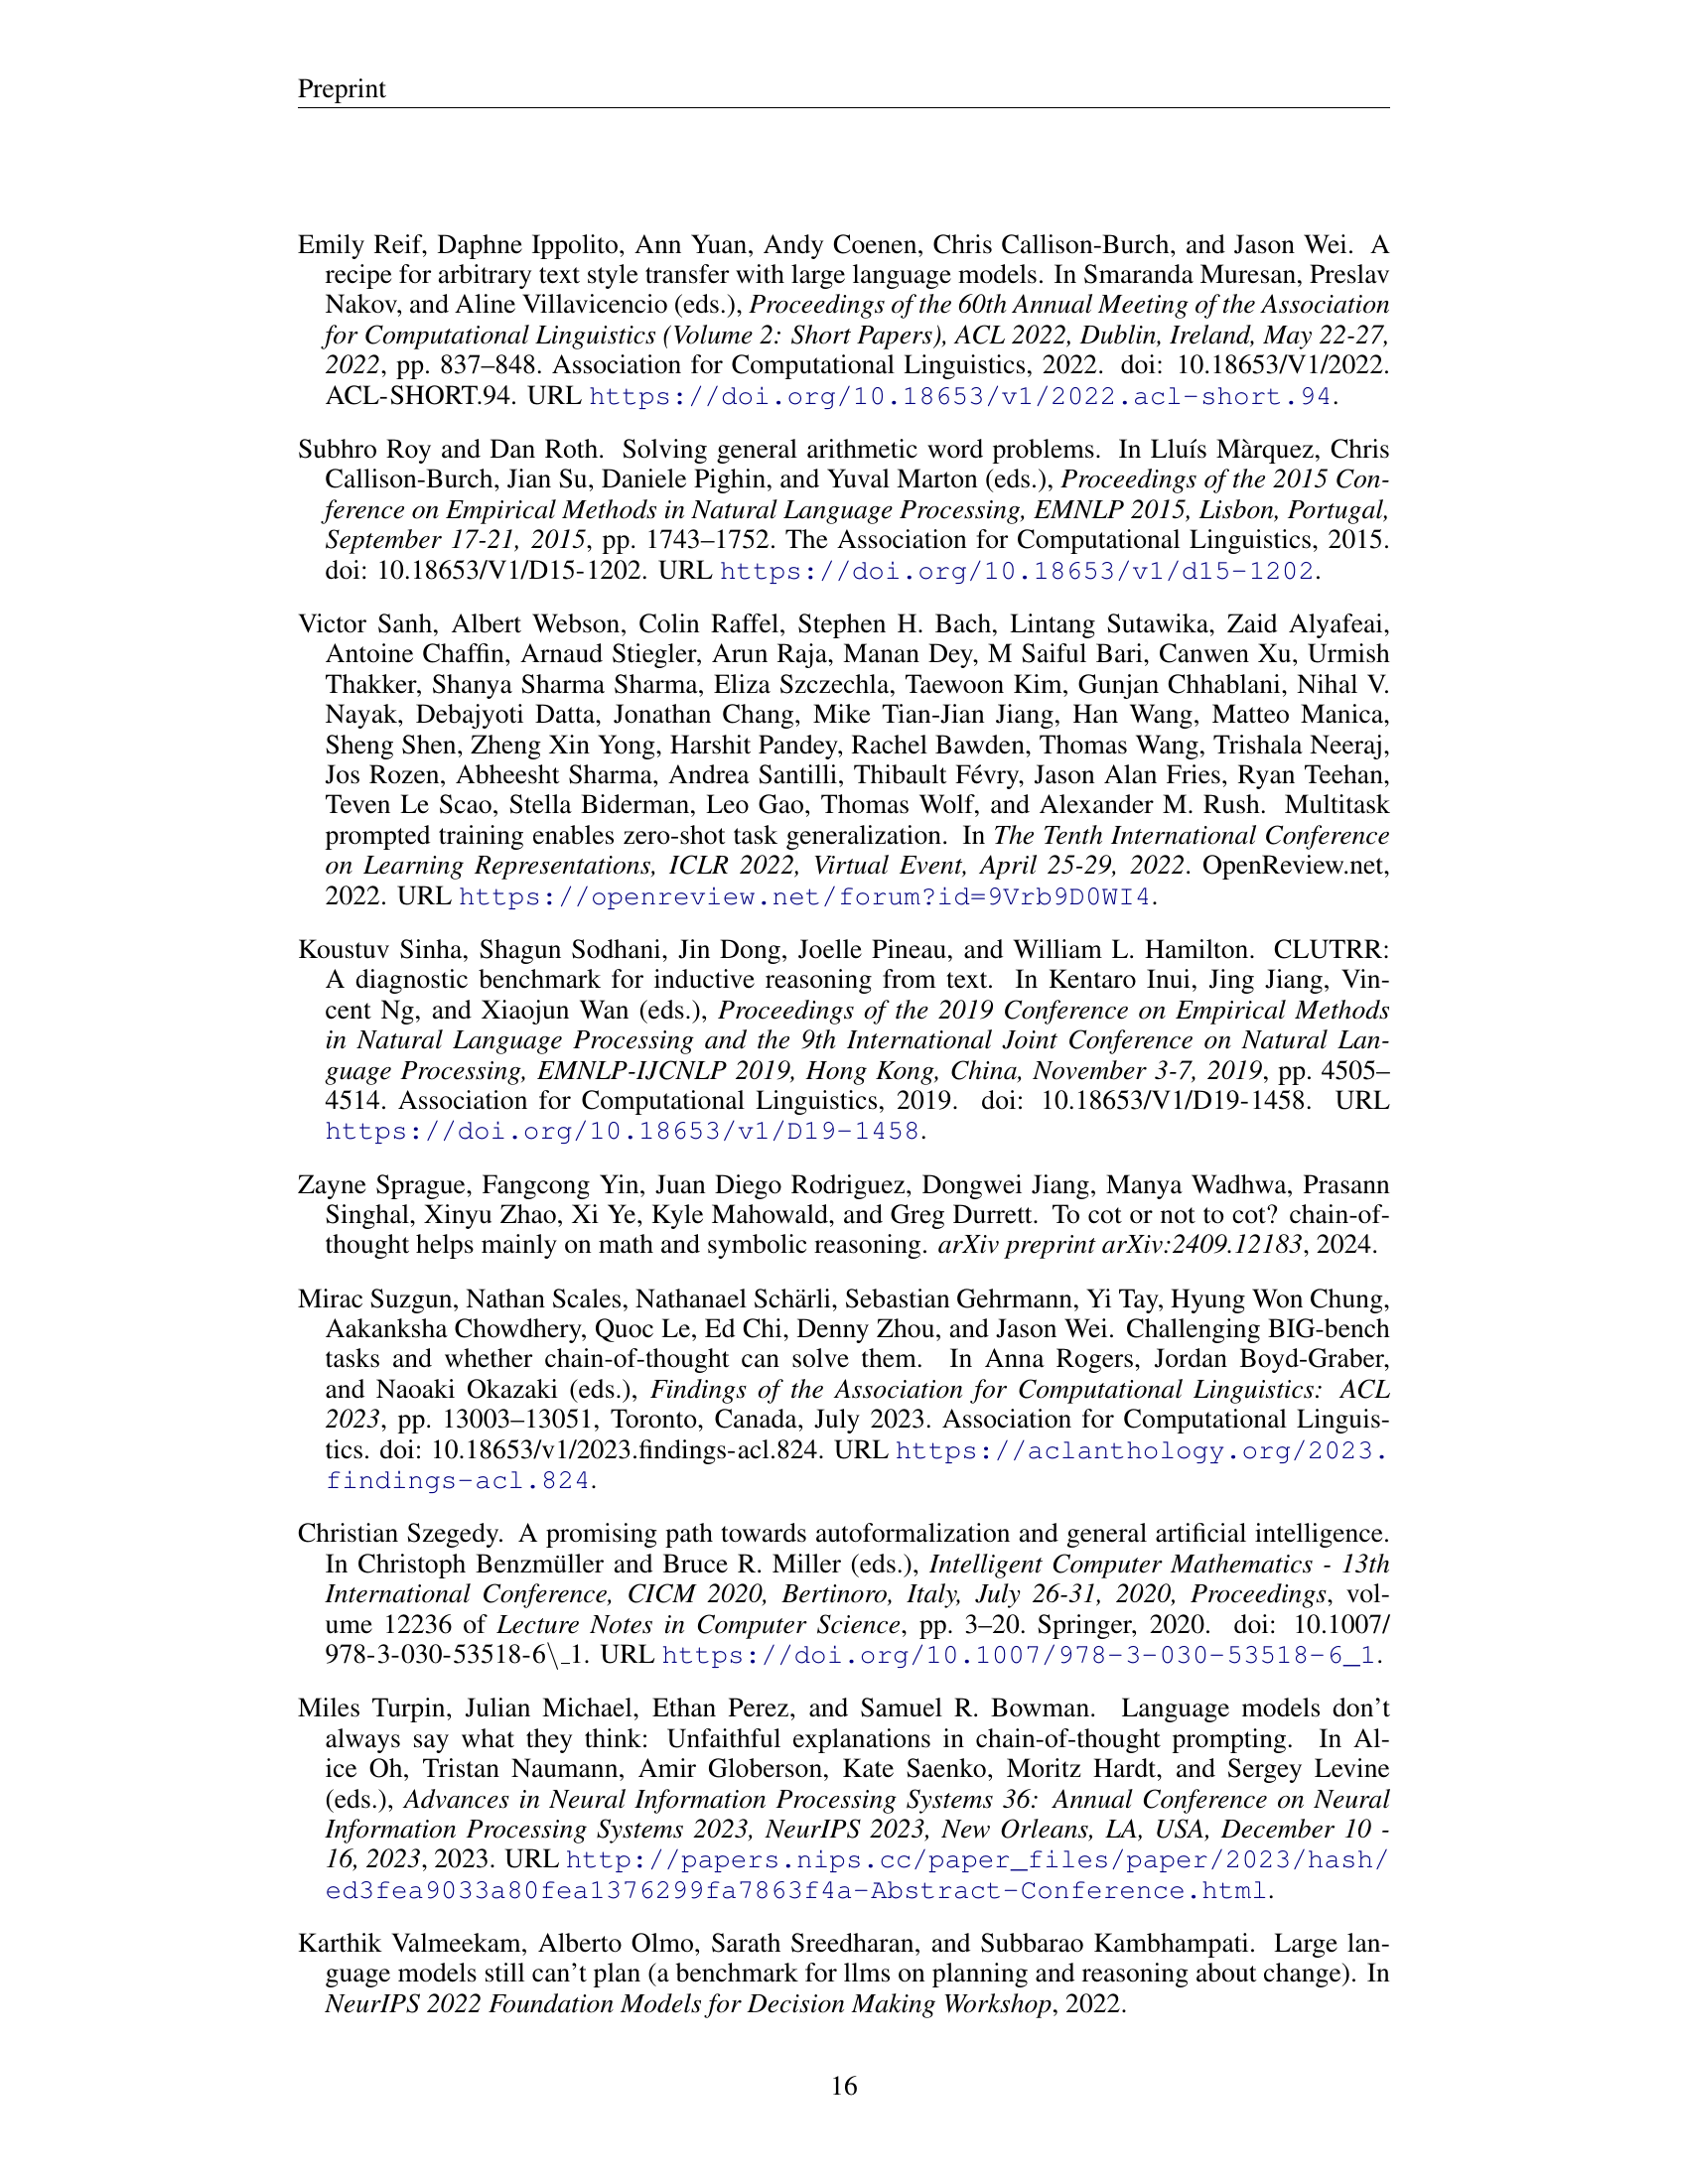 Preprint
Emily Reif, Daphne Ippolito, Ann Yuan, Andy Coenen, Chris Callison-Burch, and Jason Wei. A
recipe for arbitrary text style transfer with large language models. In Smaranda Muresan, Preslav
Nakov, and Aline Villavicencio (eds.), Proceedings of the 60th Annual Meeting of the Association
for Computational Linguistics (Volume 2: Short Papers), ACL 2022, Dublin, Ireland, May 22-27,
2022, pp. 837–848. Association for Computational Linguistics, 2022. doi: 10.18653/V1/2022.
ACL-SHORT.94. URL https://doi.org/10.18653/v1/2022.acl-short.94.
Subhro Roy and Dan Roth. Solving general arithmetic word problems. In Lluís Màrquez, Chris
Callison-Burch, Jian Su, Daniele Pighin, and Yuval Marton (eds.), Proceedings of the 2015 Con-
ference on Empirical Methods in Natural Language Processing, EMNLP 2015, Lisbon, Portugal,
September 17-21, 2015, pp. 1743–1752. The Association for Computational Linguistics, 2015.
doi: 10.18653/V1/D15-1202. URL https://doi.org/10.18653/v1/d15-1202.
Victor Sanh, Albert Webson, Colin Raffel, Stephen H. Bach, Lintang Sutawika, Zaid Alyafeai,
Antoine Chaffin, Arnaud Stiegler, Arun Raja, Manan Dey, M Saiful Bari, Canwen Xu, Urmish
Thakker, Shanya Sharma Sharma, Eliza Szczechla, Taewoon Kim, Gunjan Chhablani, Nihal V.
Nayak, Debajyoti Datta, Jonathan Chang, Mike Tian-Jian Jiang, Han Wang, Matteo Manica,
Sheng Shen, Zheng Xin Yong, Harshit Pandey, Rachel Bawden, Thomas Wang, Trishala Neeraj,
Jos Rozen, Abheesht Sharma, Andrea Santilli, Thibault Févry, Jason Alan Fries, Ryan Teehan,
Teven Le Scao, Stella Biderman, Leo Gao, Thomas Wolf, and Alexander M. Rush. Multitask
prompted training enables zero-shot task generalization. In The Tenth International Conference
on Learning Representations, ICLR 2022, Virtual Event, April 25-29, 2022. OpenReview.net,
2022. URL https://openreview.net/forum?id=9Vrb9D0WI4.
Koustuv Sinha, Shagun Sodhani, Jin Dong, Joelle Pineau, and William L. Hamilton. CLUTRR:
A diagnostic benchmark for inductive reasoning from text. In Kentaro Inui, Jing Jiang, Vin-
cent Ng, and Xiaojun Wan (eds.), Proceedings of the 2019 Conference on Empirical Methods
in Natural Language Processing and the 9th International Joint Conference on Natural Lan-
guage Processing, EMNLP-IJCNLP 2019, Hong Kong, China, November 3-7, 2019, pp. 4505–
4514. Association for Computational Linguistics, 2019. doi: 10.18653/V1/D19-1458. URL
https://doi.org/10.18653/v1/D19-1458.
Zayne Sprague, Fangcong Yin, Juan Diego Rodriguez, Dongwei Jiang, Manya Wadhwa, Prasann
Singhal, Xinyu Zhao, Xi Ye, Kyle Mahowald, and Greg Durrett. To cot or not to cot? chain-of-
thought helps mainly on math and symbolic reasoning. arXiv preprint arXiv:2409.12183, 2024.
Mirac Suzgun, Nathan Scales, Nathanael Schärli, Sebastian Gehrmann, Yi Tay, Hyung Won Chung,
Aakanksha Chowdhery, Quoc Le, Ed Chi, Denny Zhou, and Jason Wei. Challenging BIG-bench
tasks and whether chain-of-thought can solve them. In Anna Rogers, Jordan Boyd-Graber,
and Naoaki Okazaki (eds.), Findings of the Association for Computational Linguistics: ACL
2023, pp. 13003–13051, Toronto, Canada, July 2023. Association for Computational Linguis-
tics. doi: 10.18653/v1/2023.findings-acl.824. URL https://aclanthology.org/2023.
findings-acl.824.
Christian Szegedy. A promising path towards autoformalization and general artificial intelligence.
In Christoph Benzmüller and Bruce R. Miller (eds.), Intelligent Computer Mathematics - 13th
International Conference, CICM 2020, Bertinoro, Italy, July 26-31, 2020, Proceedings, vol-
ume 12236 of Lecture Notes in Computer Science, pp. 3–20. Springer, 2020. doi: 10.1007/
978-3-030-53518-6\_1. URL https://doi.org/10.1007/978-3-030-53518-6_1.
Miles Turpin, Julian Michael, Ethan Perez, and Samuel R. Bowman. Language models don’t
always say what they think: Unfaithful explanations in chain-of-thought prompting. In Al-
ice Oh, Tristan Naumann, Amir Globerson, Kate Saenko, Moritz Hardt, and Sergey Levine
(eds.), Advances in Neural Information Processing Systems 36: Annual Conference on Neural
Information Processing Systems 2023, NeurIPS 2023, New Orleans, LA, USA, December 10 -
16, 2023, 2023. URL http://papers.nips.cc/paper_files/paper/2023/hash/
ed3fea9033a80fea1376299fa7863f4a-Abstract-Conference.html.
Karthik Valmeekam, Alberto Olmo, Sarath Sreedharan, and Subbarao Kambhampati. Large lan-
guage models still can’t plan (a benchmark for llms on planning and reasoning about change). In
NeurIPS 2022 Foundation Models for Decision Making Workshop, 2022.
16